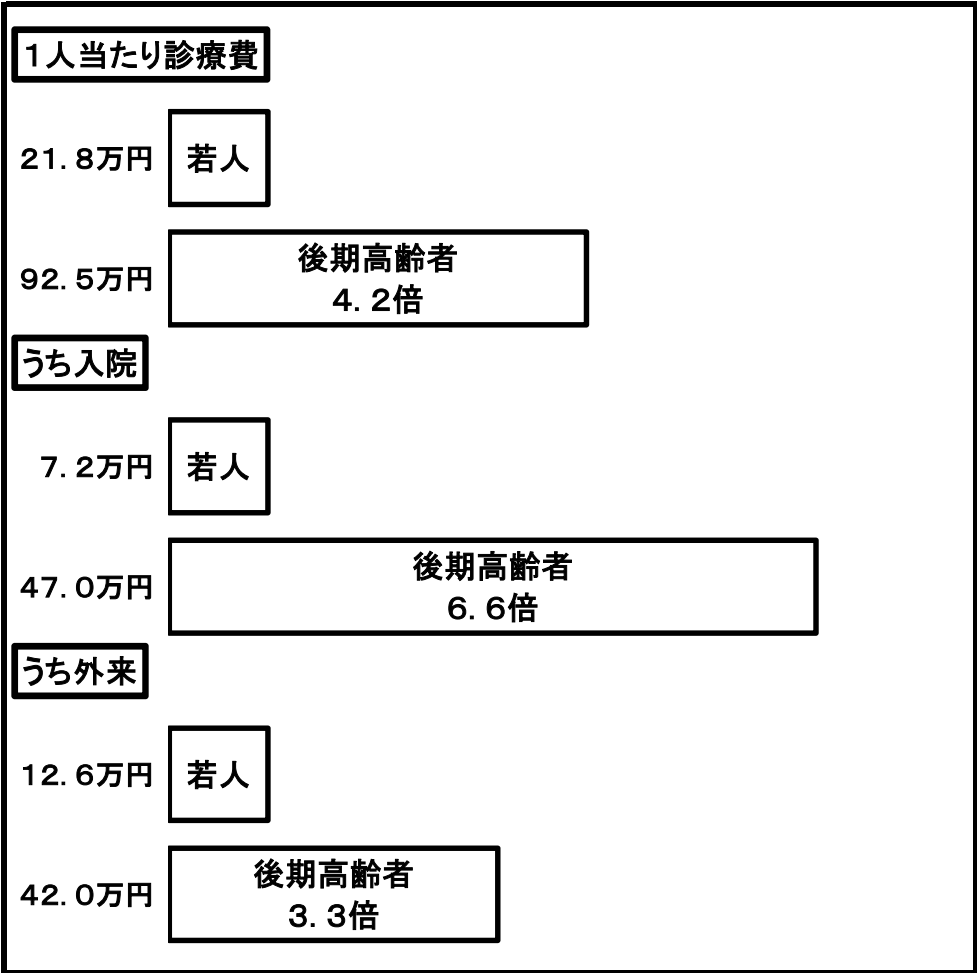 １人当たり診療費
２１．８万円
若人
９２．５万円
後期高齢者
４．２倍
うち入院
７．２万円
若人
４７．０万円
後期高齢者
６．６倍
うち外来
１２．６万円
若人
４２．０万円
後期高齢者
３．３倍